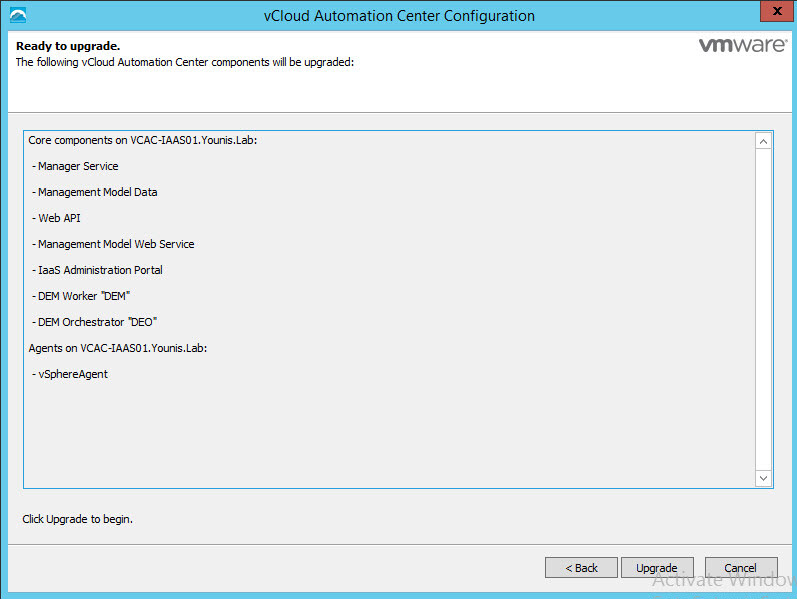 vCloud Automation Center Configuration
x
Ready to upgrade.
The following vCloud Automation Center components will be upgraded:
vmware®
Core components on VCAC-IAAS01.Younis.Lab:
- Manager Service
- Management Model Data
- Web API
- Management Model Web Service
- IaaS Administration Portal
- DEM Worker "DEM"
- DEM Orchestrator "DEO"
Agents on VCAC-IAAS01.Younis.Lab:
- vSphereAgent
Click Upgrade to begin.
< Back
Upgrade
Cancel
Activate Window